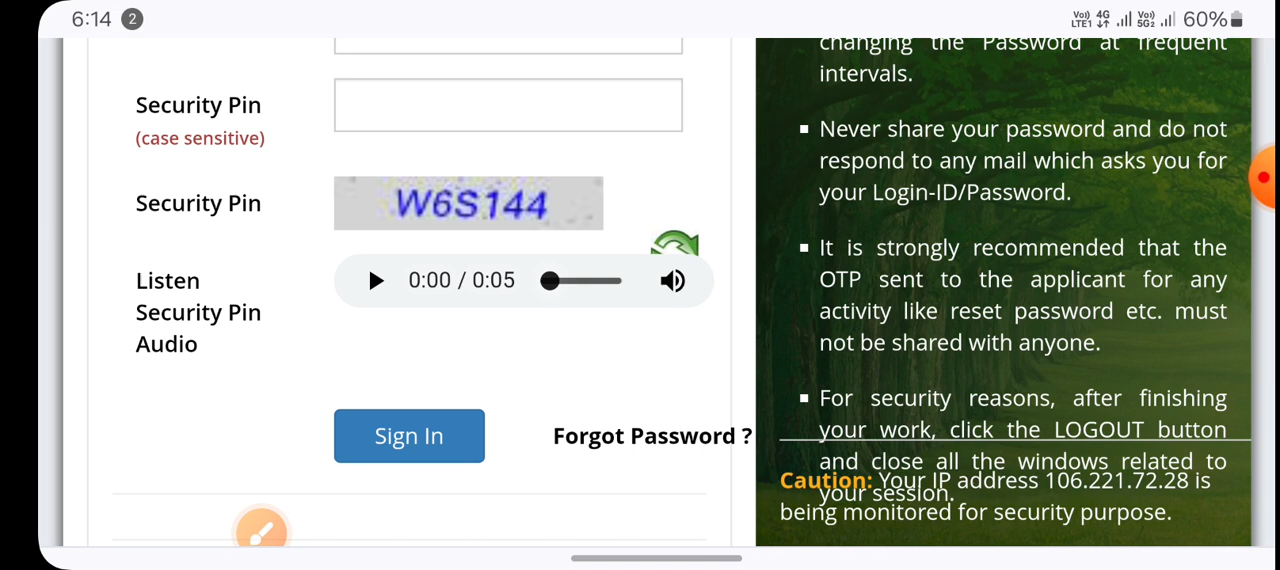 6:14 2
Vo) LTE1 4G Vo) 5G2 60%
changing the Password at frequent
intervals.
Security Pin
(case sensitive)
Never share your password and do not
respond to any mail which asks you for
your Login-ID/Password.
Security Pin
W6S144
It is strongly recommended that the
OTP sent to the applicant for any
activity like reset password etc. must
not be shared with anyone.
Listen
Security Pin
Audio
0:00 / 0:05
For security reasons, after finishing
your work, click the LOGOUT button
and close all the windows related to
your session.
Sign In
Forgot Password ?
Caution: Your IP address 106.221.72.28 is
being monitored for security purpose.